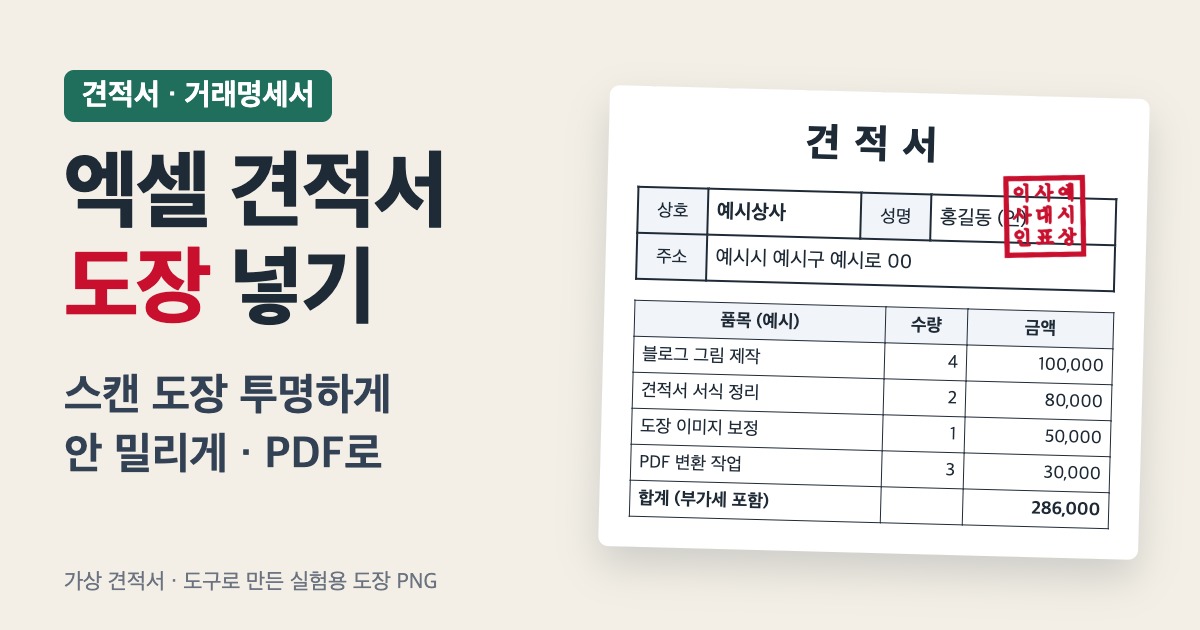 견적서 · 거래명세서
엑셀 견적서
도장 넣기
스캔 도장 투명하게
안 밀리게 · PDF로
가상 견적서 · 도구로 만든 실험용 도장 PNG
견 적 서
상호 예시상사 성명 홍길동 (인)
이사예
사대시
인표상
주소 예시시 예시구 예시로 00
품목 (예시) 수량 금액
블로그 그림 제작 4 100,000
견적서 서식 정리 2 80,000
도장 이미지 보정 1 50,000
PDF 변환 작업 3 30,000
합계 (부가세 포함) 286,000